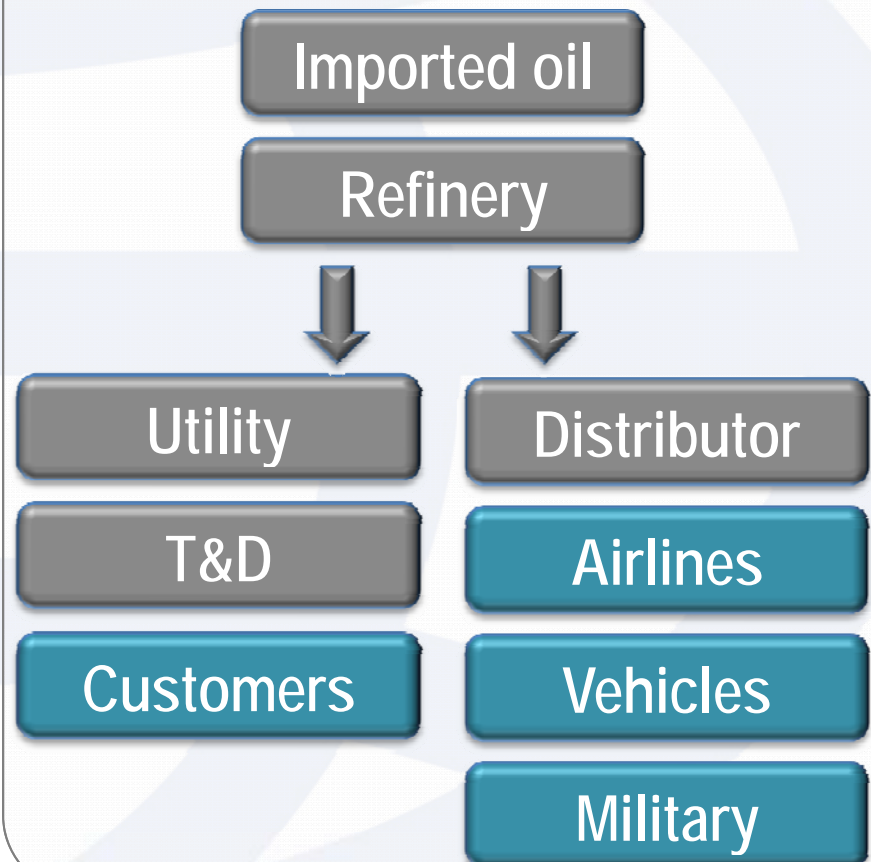 Imported oil
Refinery
Utility
T&D
Customers
Distributor
Airlines
Vehicles
Military